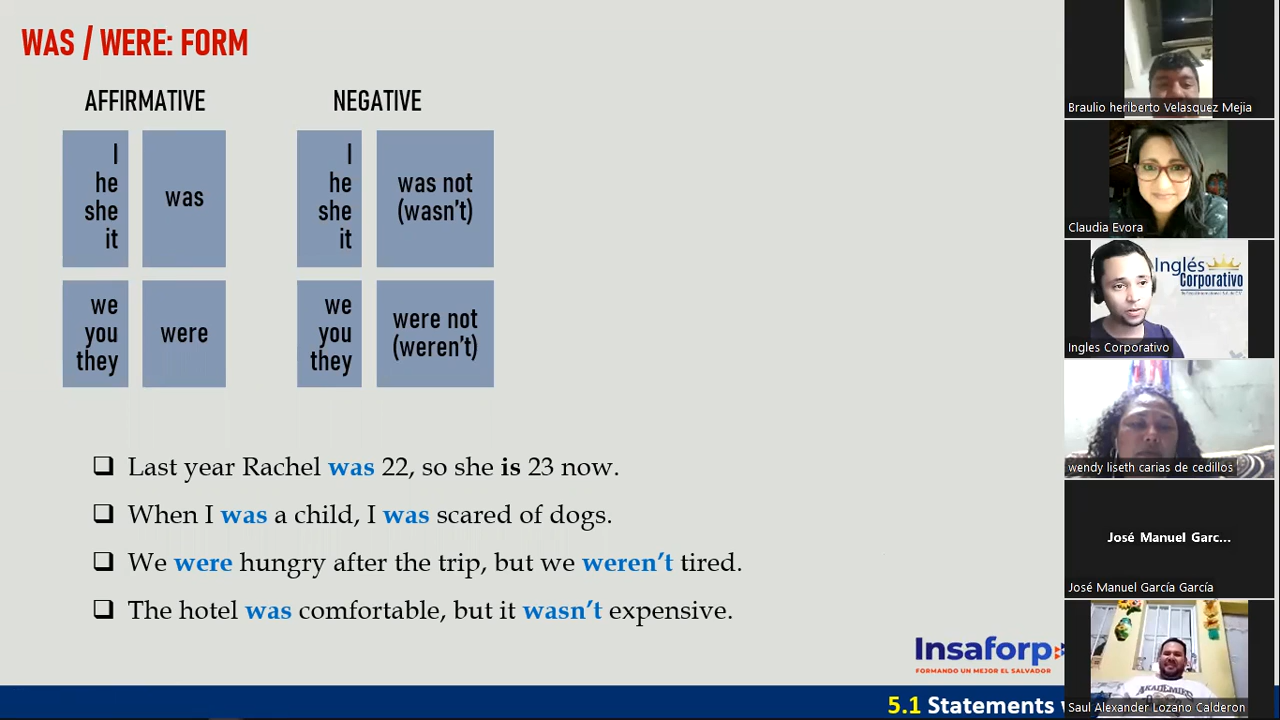 WAS / WERE: FORM
AFFIRMATIVE
I
he
she
it
was
we
you
they
were
NEGATIVE
I
he
she
it
was not
(wasn't)
we
you
they
were not
(weren't)
❑ Last year Rachel was 22, so she is 23 now.
❑ When I was a child, I was scared of dogs.
❑ We were hungry after the trip, but we weren't tired.
❑ The hotel was comfortable, but it wasn't expensive.
Insaforp
FORMANDO UN MEJOR EL SALVADOR
5.1 Statements
Braulio heriberto Velasquez Mejia
Claudia Evora
Inglés
Corporativo
Ingles Corporativo
wendy liseth carias de cedillos
José Manuel Garc...
José Manuel García García
Saul Alexander Lozano Calderon